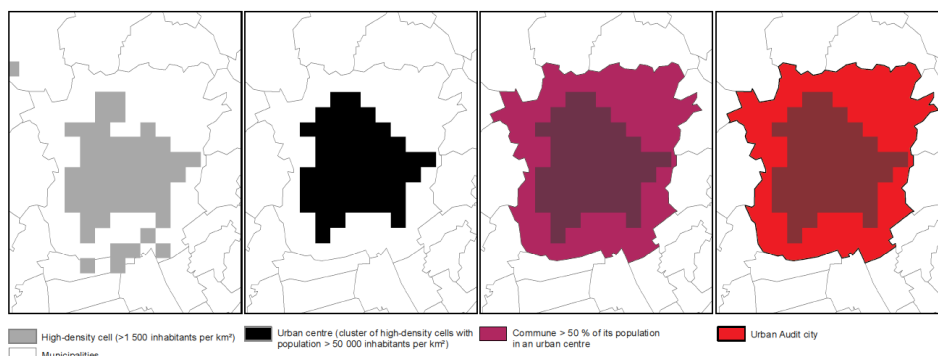 High-density cell (>1 500 inhabitants per km²)
Municipalities
Urban centre (cluster of high-density cells with
population > 50 000 inhabitants per km²)
Commune > 50 % of its population
in an urban centre
Urban Audit city